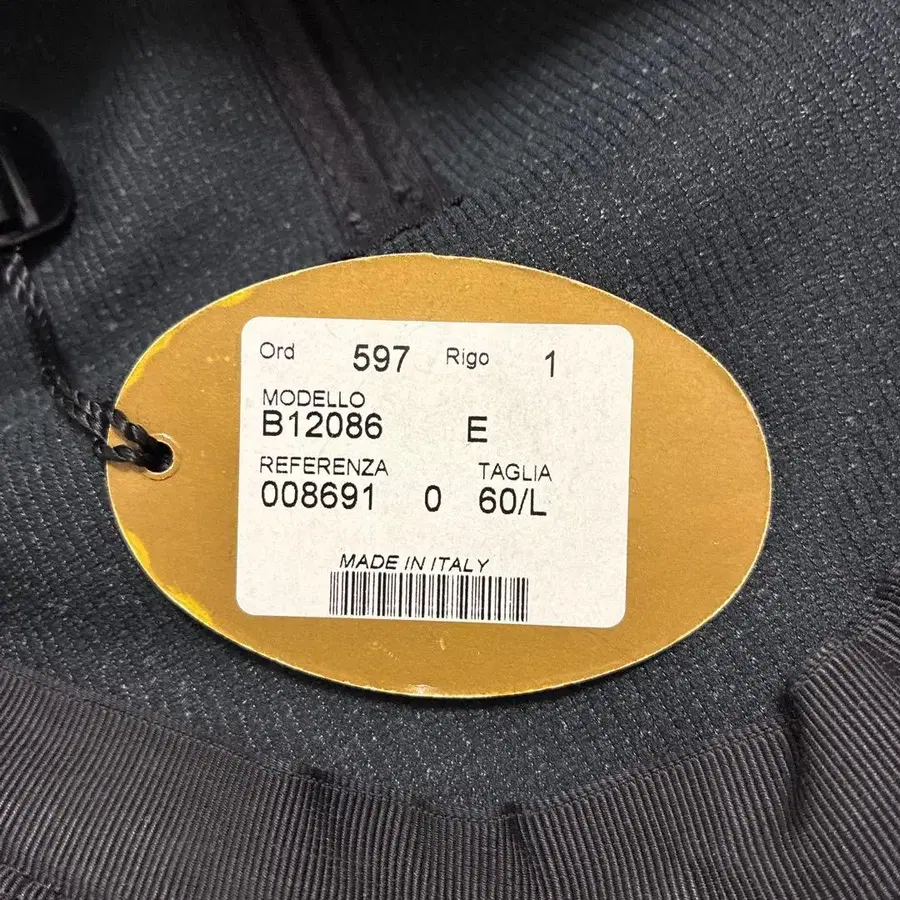 Ord 597 Rigo 1
MODELLO
B12086 E
REFERENZA TAGLIA
008691 0 60/L
MADE IN ITALY